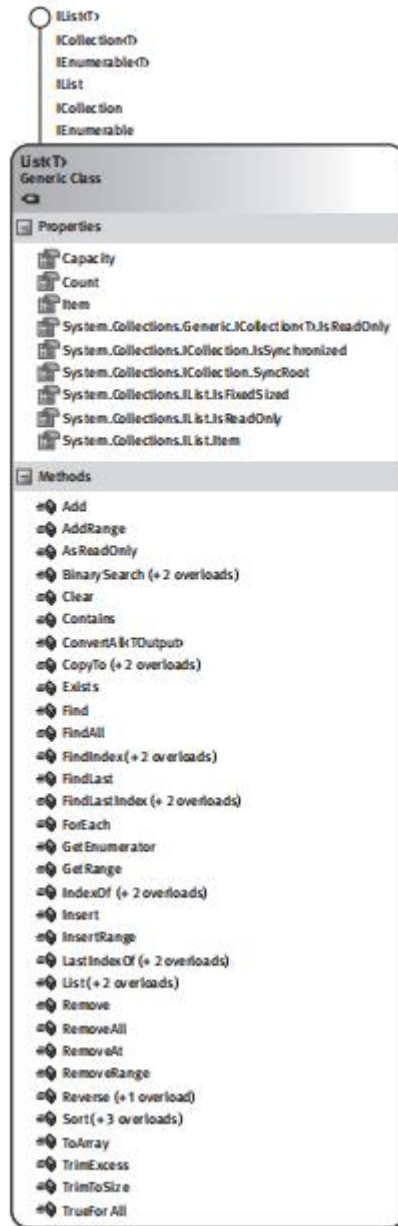 IList<T>
ICollection<T>
IEnumerable<T>
IList
ICollection
IEnumerable
List<T>
Generic Class
Properties
Capacity
Count
Item
System.Collections.Generic.ICollection<T>.IsReadOnly
System.Collections.ICollection.IsSynchronized
System.Collections.ICollection.SyncRoot
System.Collections.IList.IsFixedSized
System.Collections.IList.IsReadOnly
System.Collections.IList.Item
Methods
Add
AddRange
AsReadOnly
BinarySearch (+ 2 overloads)
Clear
Contains
ConvertAll<TOutput>
CopyTo (+ 2 overloads)
Exists
Find
FindAll
FindIndex (+ 2 overloads)
FindLast
FindLastIndex (+ 2 overloads)
ForEach
GetEnumerator
GetRange
IndexOf (+ 2 overloads)
Insert
InsertRange
LastIndexOf (+ 2 overloads)
List (+ 2 overloads)
Remove
RemoveAll
RemoveAt
RemoveRange
Reverse (+1 overload)
Sort (+ 3 overloads)
ToArray
TrimExcess
TrimToSize
TrueForAll